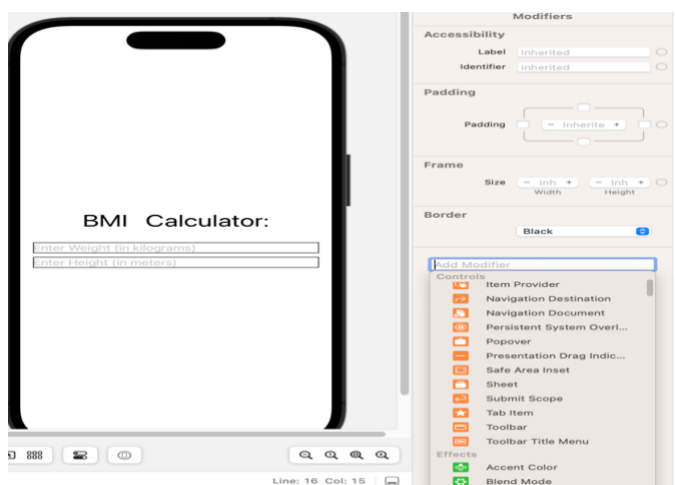 BMI Calculator:
Enter Weight (in kilograms)
Enter Height (in meters)
Line: 16 Col: 15
Modifiers
Accessibility
Label Inherited
Identifier Inherited
Padding
Padding − Inherite +
Frame
Size − Inh + − Inh +
Width Height
Border
Black
Add Modifier
Controls
Item Provider
Navigation Destination
Navigation Document
Persistent System Overl...
Popover
Presentation Drag Indic...
Safe Area Inset
Sheet
Submit Scope
Tab Item
Toolbar
Toolbar Title Menu
Effects
Accent Color
Blend Mode